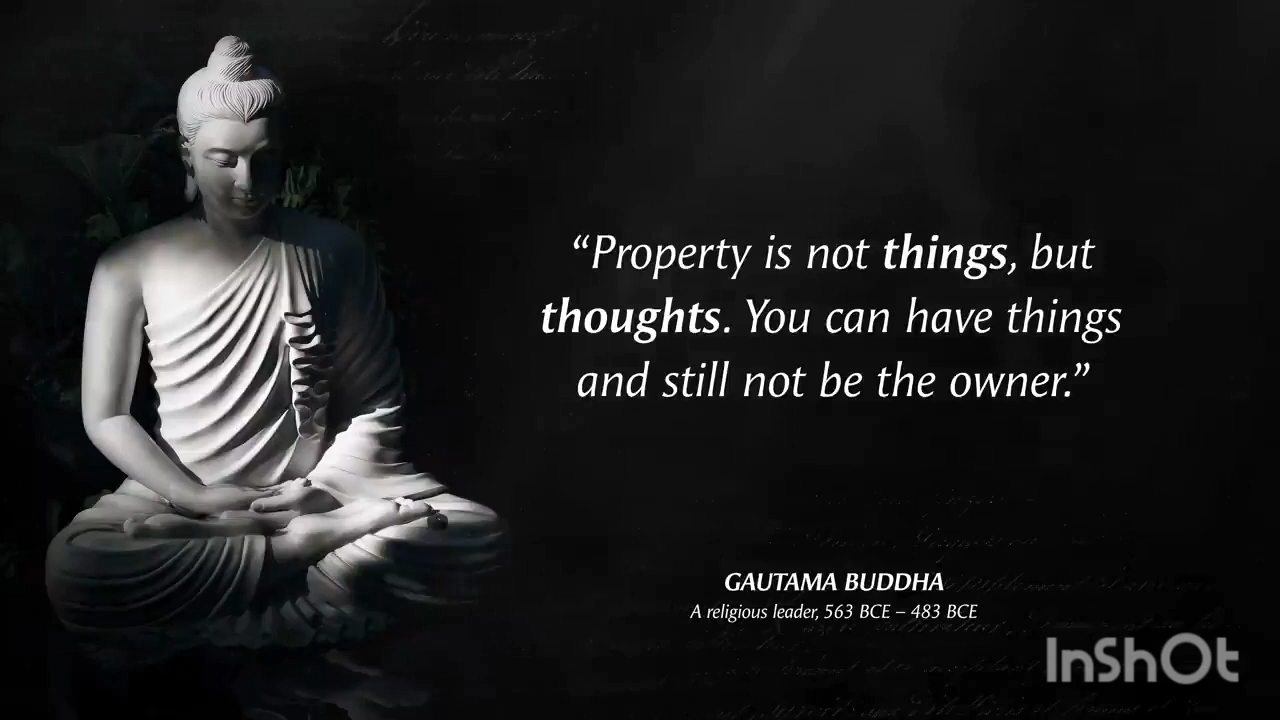 “Property is not things, but
thoughts. You can have things
and still not be the owner.”
GAUTAMA BUDDHA
A religious leader, 563 BCE – 483 BCE
InShOt